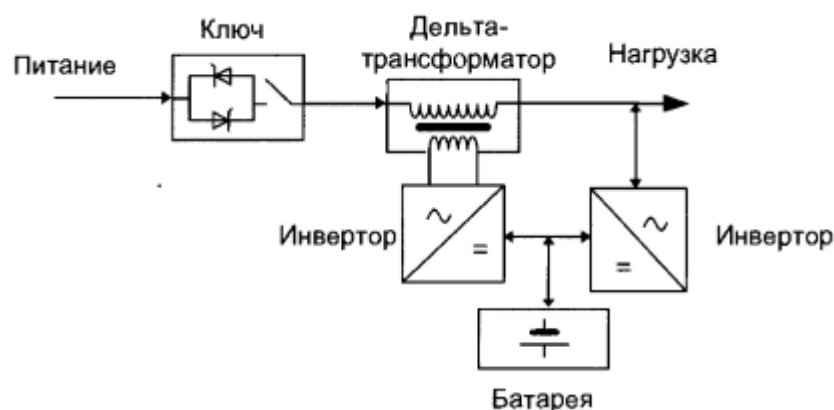 Ключ
Дельта-
трансформатор
Нагрузка
Питание
Инвертор
Инвертор
Батарея